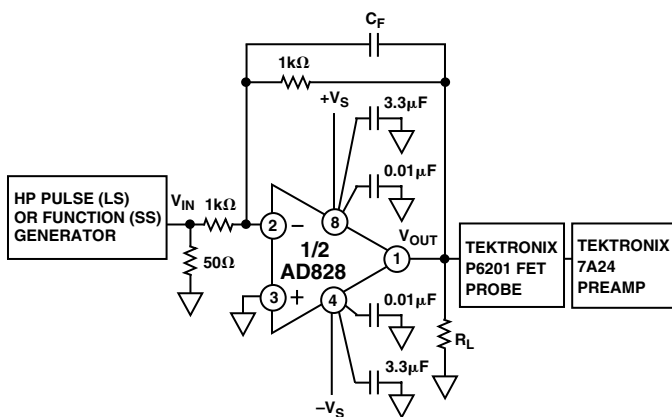 C_F
1kΩ
3.3µF
+V_S
0.01µF
HP PULSE (LS)
OR FUNCTION (SS)
GENERATOR
V_IN
1kΩ
2
–
8
1/2
AD828
V_OUT
1
TEKTRONIX
P6201 FET
PROBE
TEKTRONIX
7A24
PREAMP
50Ω
3
+
4
0.01µF
R_L
3.3µF
–V_S